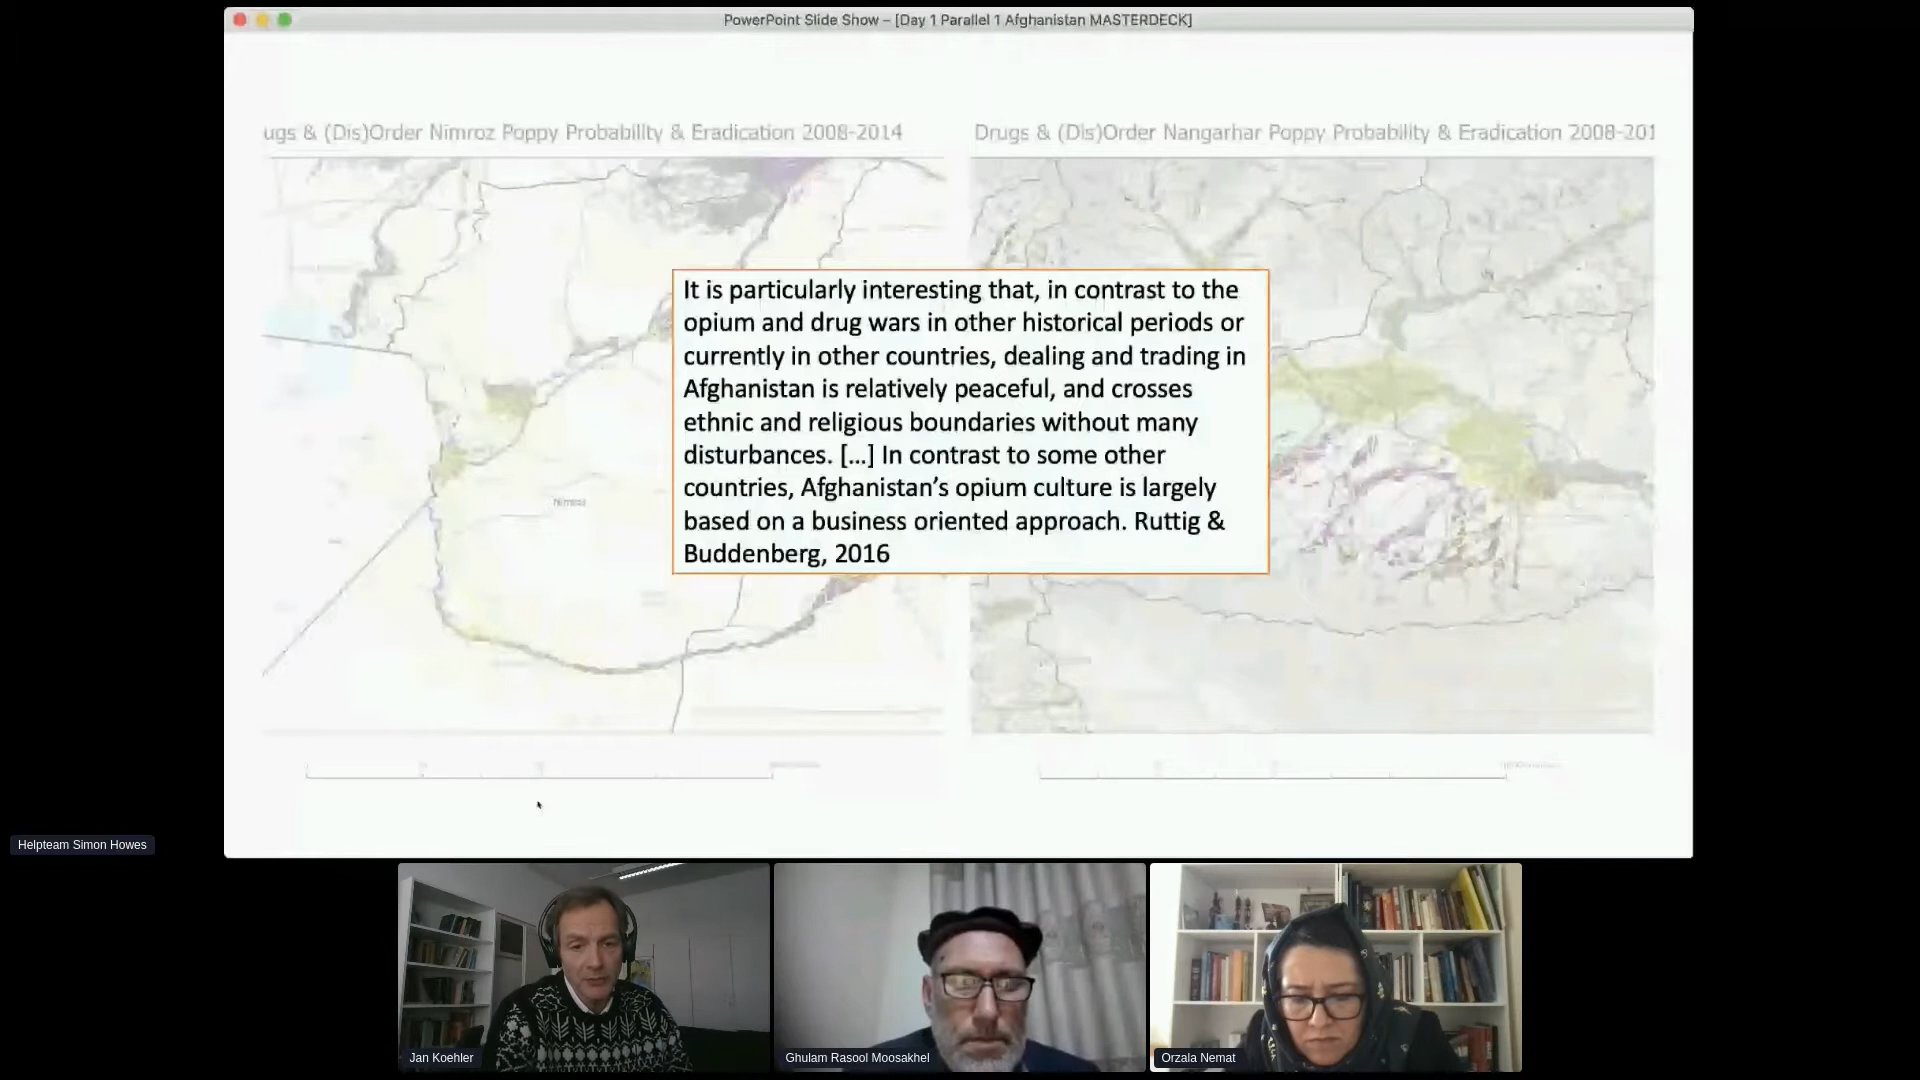 PowerPoint Slide Show – [Day 1 Parallel 1 Afghanistan MASTERDECK]
ugs & (Dis)Order Nimroz Poppy Probability & Eradication 2008-2014
Drugs & (Dis)Order Nangarhar Poppy Probability & Eradication 2008-201
It is particularly interesting that, in contrast to the
opium and drug wars in other historical periods or
currently in other countries, dealing and trading in
Afghanistan is relatively peaceful, and crosses
ethnic and religious boundaries without many
disturbances. […] In contrast to some other
countries, Afghanistan’s opium culture is largely
based on a business oriented approach. Ruttig &
Buddenberg, 2016
Nimroz
Helpteam Simon Howes
Jan Koehler
Ghulam Rasool Moosakhel
Orzala Nemat